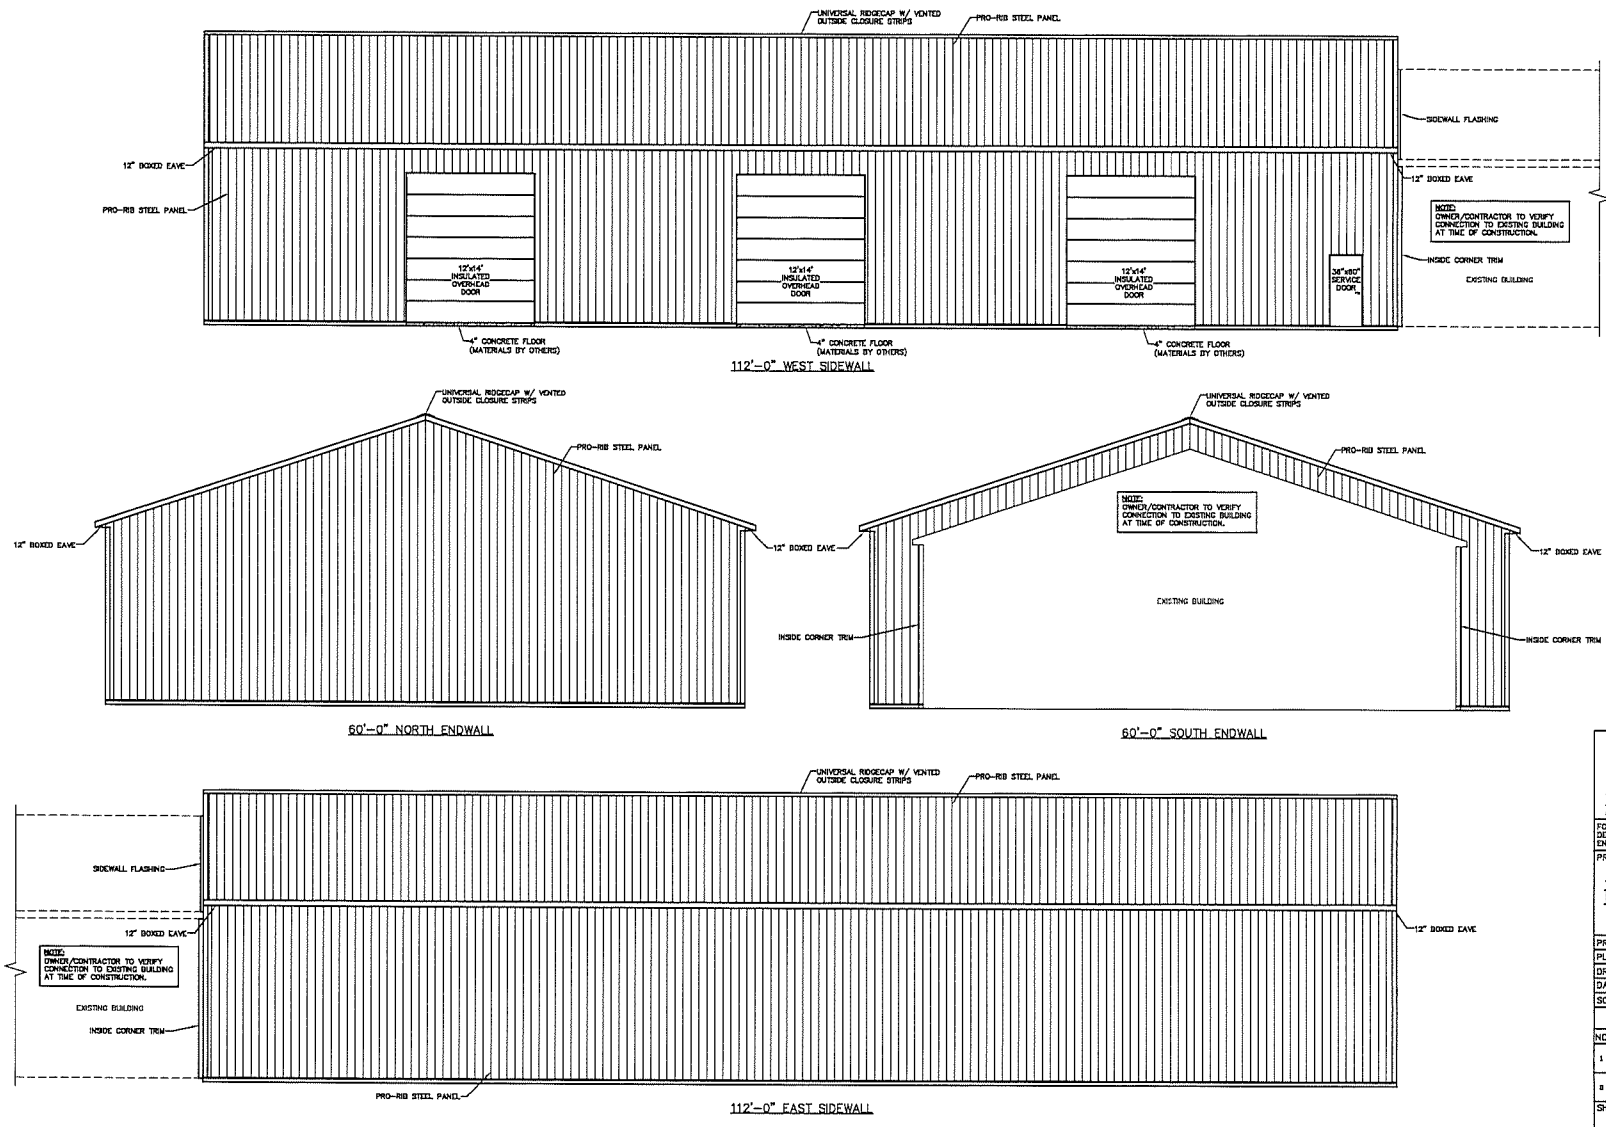 UNIVERSAL RIDGECAP W/ VENTED
OUTSIDE CLOSURE STRIPS
PRO-RIB STEEL PANEL
SIDEWALL FLASHING
12" BOXED EAVE
12" BOXED EAVE
PRO-RIB STEEL PANEL
NOTE:
OWNER/CONTRACTOR TO VERIFY
CONNECTION TO EXISTING BUILDING
AT TIME OF CONSTRUCTION.
12'x14'
INSULATED
OVERHEAD
DOOR
12'x14'
INSULATED
OVERHEAD
DOOR
12'x14'
INSULATED
OVERHEAD
DOOR
36"x80"
SERVICE
DOOR
INSIDE CORNER TRIM
EXISTING BUILDING
4" CONCRETE FLOOR
(MATERIALS BY OTHERS)
4" CONCRETE FLOOR
(MATERIALS BY OTHERS)
4" CONCRETE FLOOR
(MATERIALS BY OTHERS)
112'-0" WEST SIDEWALL
UNIVERSAL RIDGECAP W/ VENTED
OUTSIDE CLOSURE STRIPS
PRO-RIB STEEL PANEL
12" BOXED EAVE
12" BOXED EAVE
60'-0" NORTH ENDWALL
UNIVERSAL RIDGECAP W/ VENTED
OUTSIDE CLOSURE STRIPS
PRO-RIB STEEL PANEL
NOTE:
OWNER/CONTRACTOR TO VERIFY
CONNECTION TO EXISTING BUILDING
AT TIME OF CONSTRUCTION.
12" BOXED EAVE
EXISTING BUILDING
INSIDE CORNER TRIM
INSIDE CORNER TRIM
60'-0" SOUTH ENDWALL
UNIVERSAL RIDGECAP W/ VENTED
OUTSIDE CLOSURE STRIPS
PRO-RIB STEEL PANEL
SIDEWALL FLASHING
12" BOXED EAVE
12" BOXED EAVE
NOTE:
OWNER/CONTRACTOR TO VERIFY
CONNECTION TO EXISTING BUILDING
AT TIME OF CONSTRUCTION.
EXISTING BUILDING
INSIDE CORNER TRIM
PRO-RIB STEEL PANEL
112'-0" EAST SIDEWALL